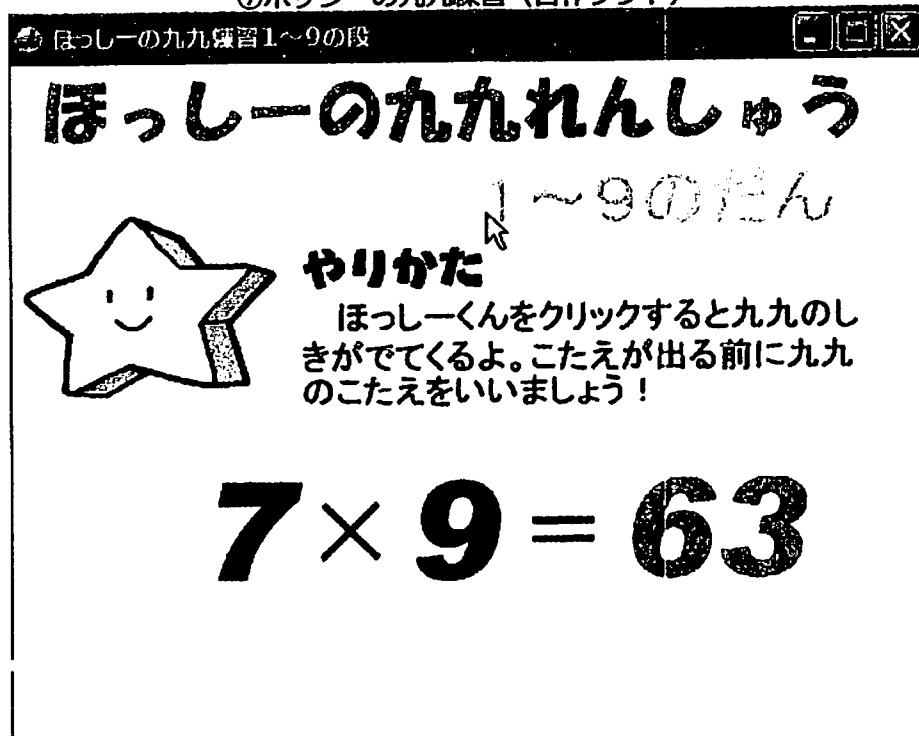 ほっしーの九九練習1～9の段
ほっしーの九九れんしゅう
1～9のだん
やりかた
ほっしーくんをクリックすると九九のし
きがでてくるよ。こたえが出る前に九九
のこたえをいいましょう！
7×9=63